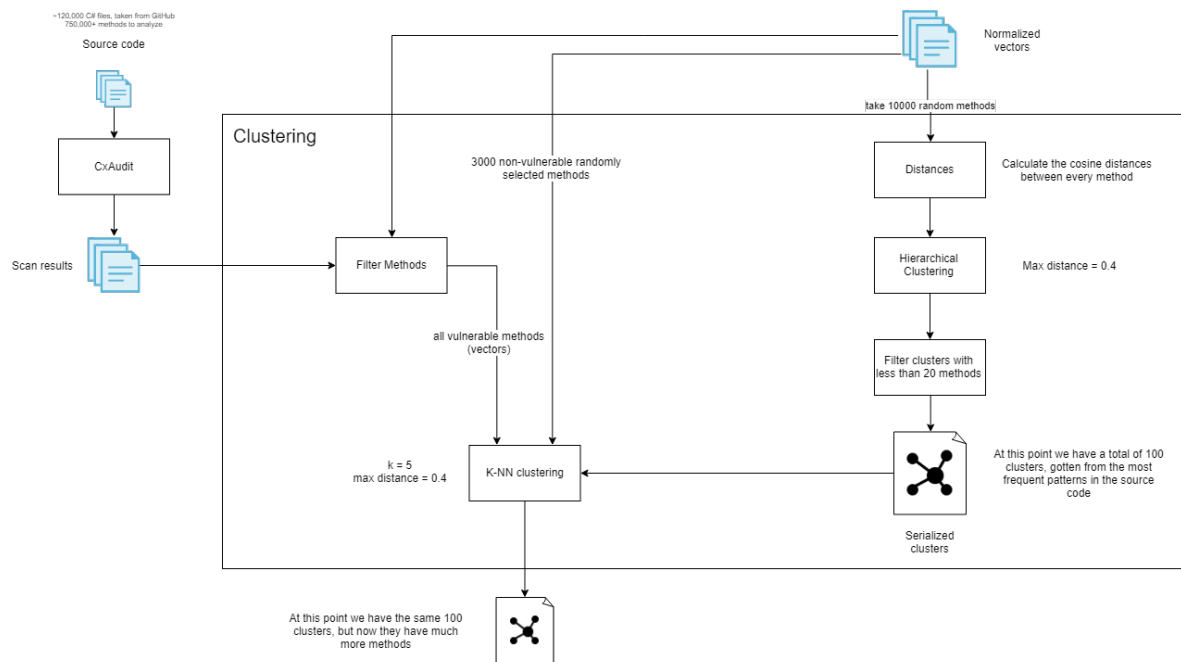 ~120,000 C# files, taken from GitHub
750,000+ methods to analyze
Source code
CxAudit
Scan results
Normalized
vectors
take 10000 random methods
Clustering
3000 non-vulnerable randomly
selected methods
Distances
Calculate the cosine distances
between every method
Filter Methods
Hierarchical
Clustering
Max distance = 0.4
all vulnerable methods
(vectors)
Filter clusters with
less than 20 methods
k = 5
max distance = 0.4
K-NN clustering
At this point we have a total of 100
clusters, gotten from the most
frequent patterns in the source
code
Serialized
clusters
At this point we have the same 100
clusters, but now they have much
more methods